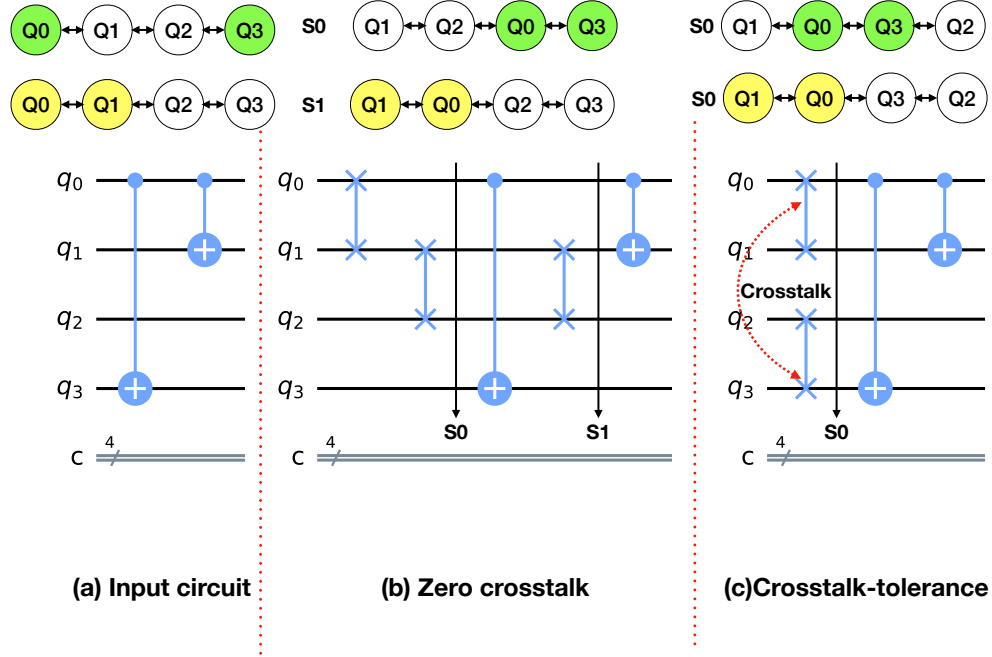 Q0 Q1 Q2 Q3
S0 Q1 Q2 Q0 Q3
S0 Q1 Q0 Q3 Q2
Q0 Q1 Q2 Q3
S1 Q1 Q0 Q2 Q3
S0 Q1 Q0 Q3 Q2
q0
q1
q2
q3
S0 S1
4
c
q0
q1
q2
q3
4
c
q0
q1
Crosstalk
q2
q3
S0
4
c
(a) Input circuit
(b) Zero crosstalk
(c)Crosstalk-tolerance